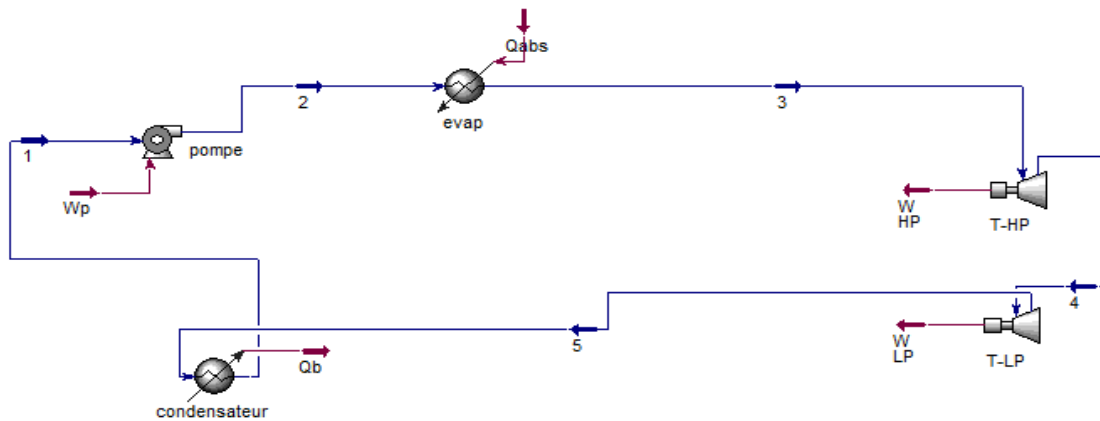 Qabs
2
3
evap
1
pompe
Wp
W
HP
T-HP
4
5
W
LP
T-LP
Qb
condensateur